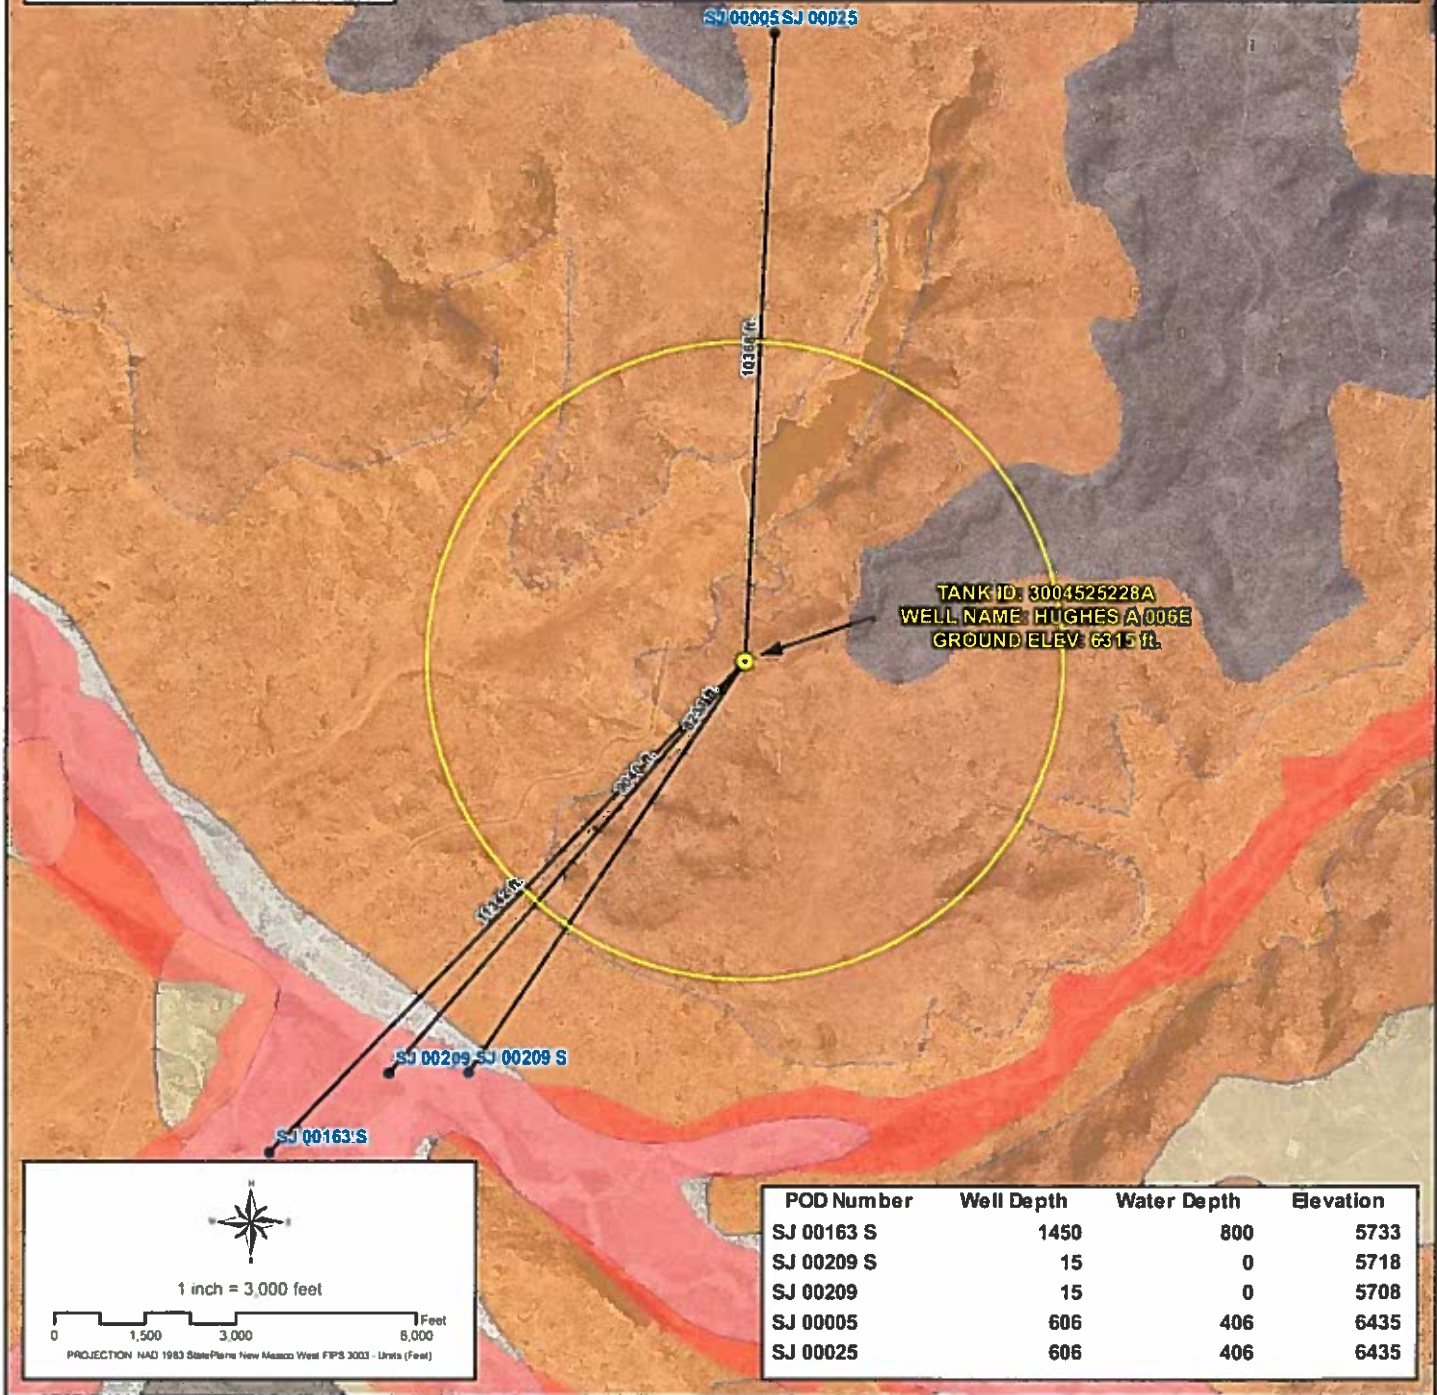 SJ 00005 SJ 00025
10368 ft.
TANK ID: 3004525228A
WELL NAME: HUGHES A 006E
GROUND ELEV: 6315 ft.
ft.
ft.
ft.
SJ 00209 SJ 00209 S
SJ 00163 S
N
W E
S
1 inch = 3,000 feet
Feet
0 1,500 3,000 6,000
PROJECTION: NAD 1983 StatePlane New Mexico West FIPS 3003 - Units (Feet)
POD Number Well Depth Water Depth Elevation
SJ 00163 S 1450 800 5733
SJ 00209 S 15 0 5718
SJ 00209 15 0 5708
SJ 00005 606 406 6435
SJ 00025 606 406 6435